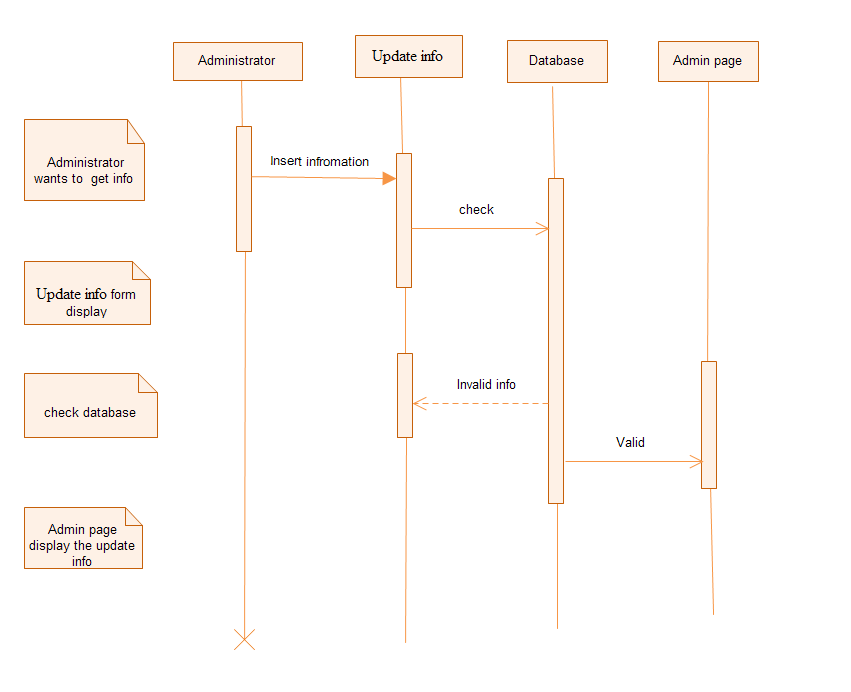 Administrator
Update info
Database
Admin page
Administrator
wants to  get info
Insert infromation
check
Update info form
display
Invalid info
check database
Valid
Admin page
display the update
info